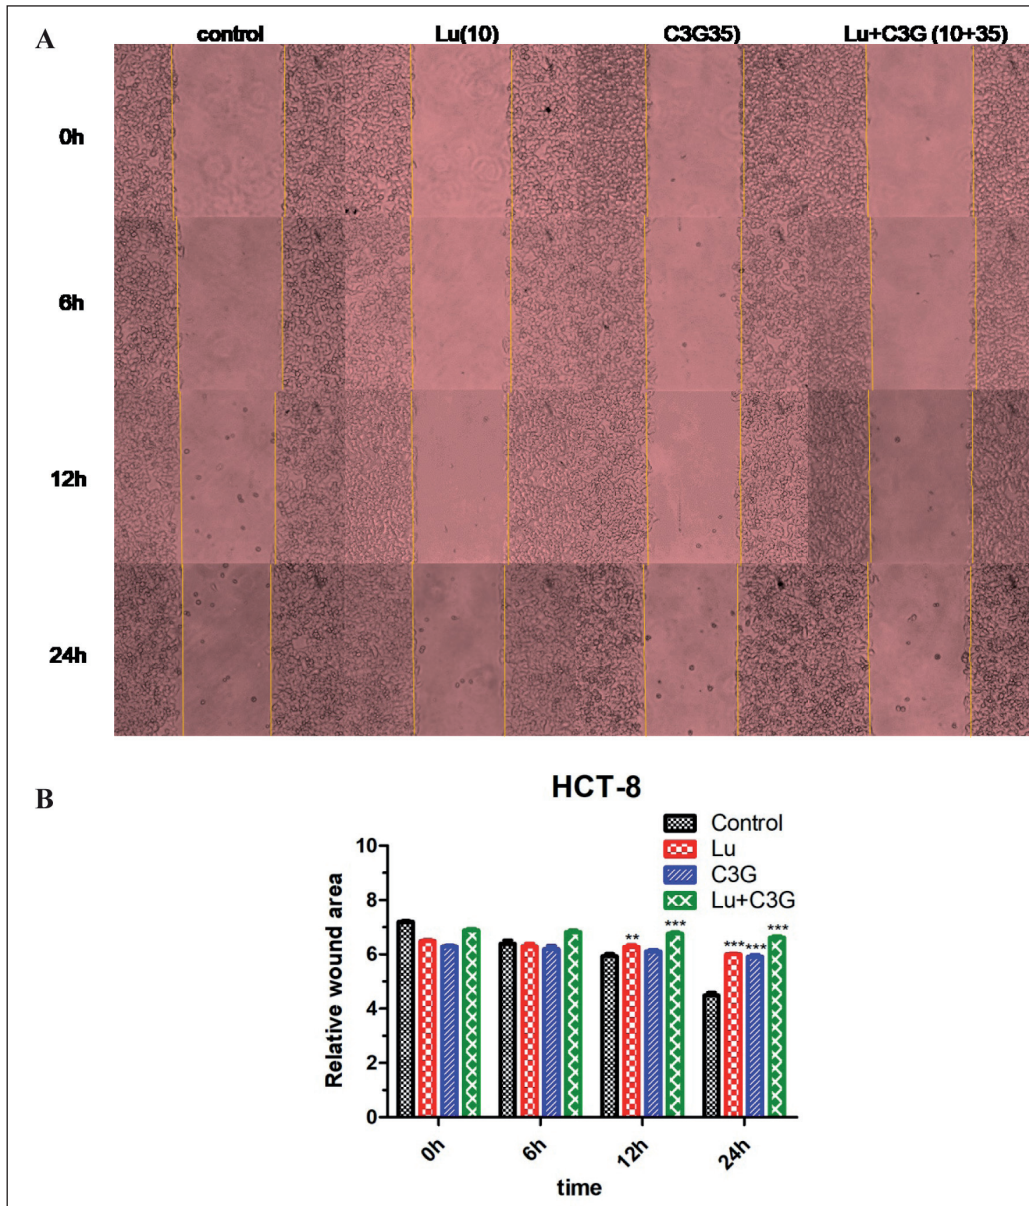 A
control Lu(10) C3G35) Lu+C3G (10+35)
0h
6h
12h
24h
B
HCT-8
Control
Lu
C3G
Lu+C3G
Relative wound area
10
8
6
4
2
0
** *** *** *** ***
0h 6h 12h 24h
time